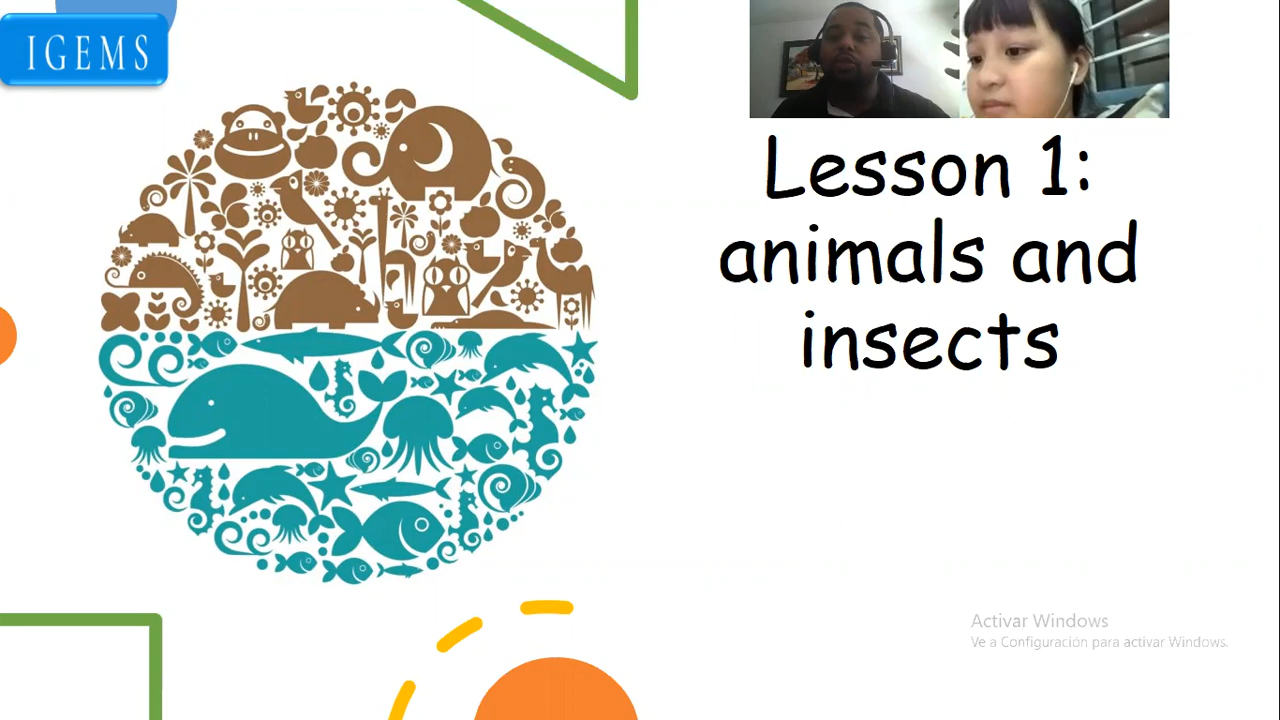 IGEMS
Lesson 1:
animals and
insects
Activar Windows
Ve a Configuración para activar Windows.